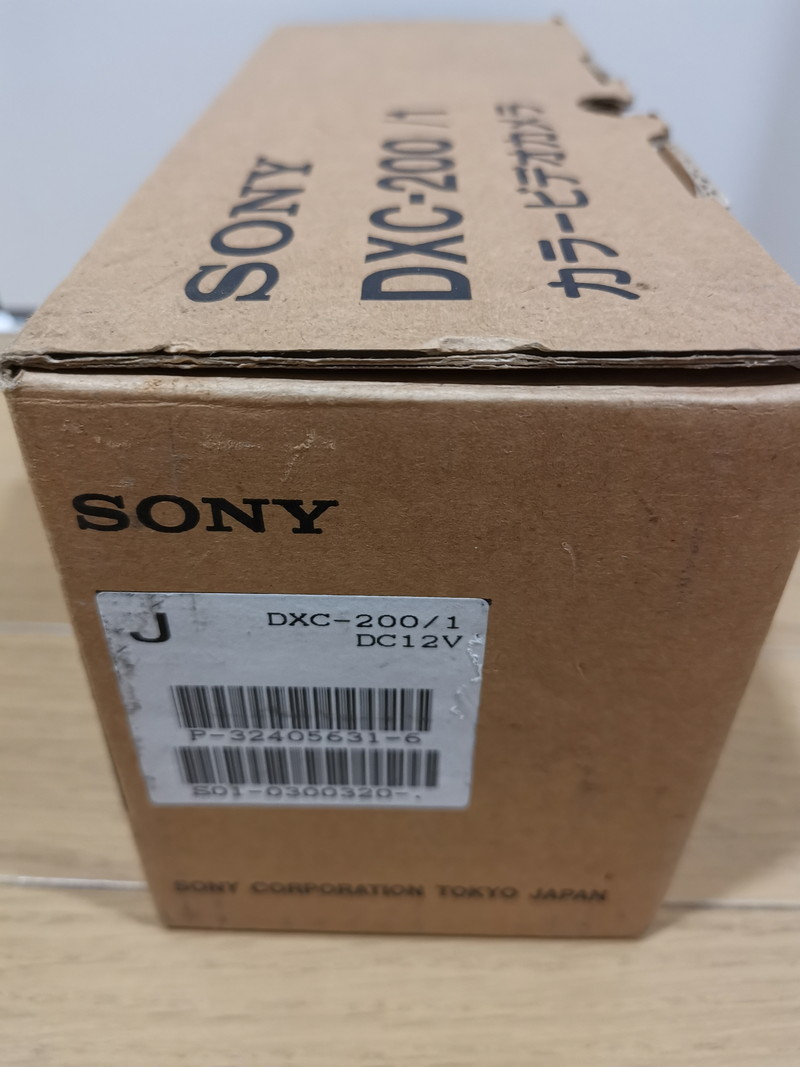 SONY
DXC-200/1
カラービデオカメラ
SONY
J
DXC-200/1
DC12V
P-32405631-6
S01-0300320-.
SONY CORPORATION TOKYO JAPAN